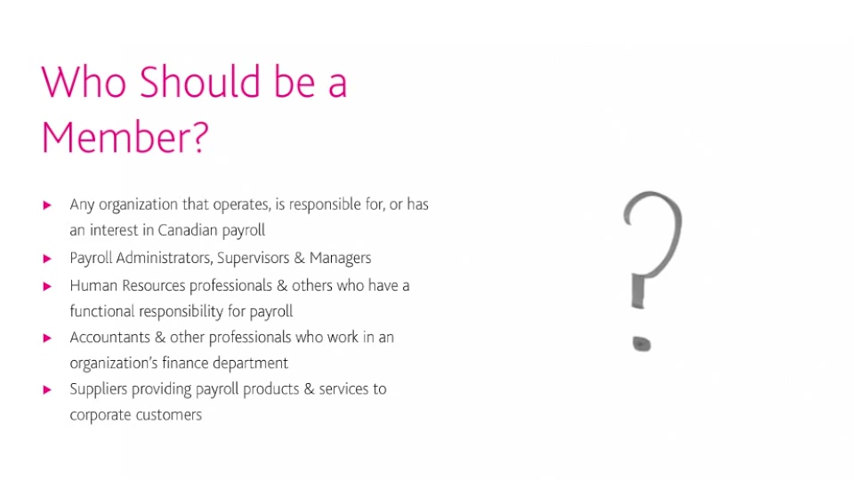 Who Should be a
Member?
Any organization that operates, is responsible for, or has
an interest in Canadian payroll
Payroll Administrators, Supervisors & Managers
Human Resources professionals & others who have a
functional responsibility for payroll
Accountants & other professionals who work in an
organization's finance department
Suppliers providing payroll products & services to
corporate customers
?